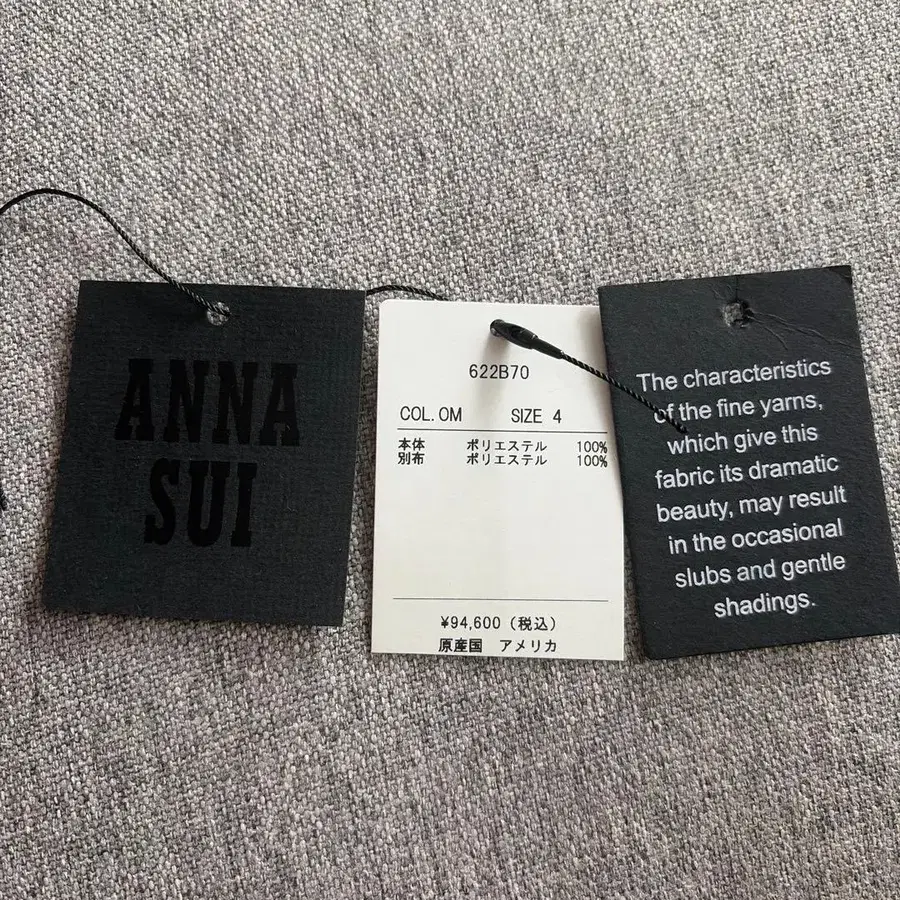 ANNA
SUI
622B70
COL.OM SIZE 4
本体 ポリエステル 100%
別布 ポリエステル 100%
¥94,600(税込)
原産国 アメリカ
The characteristics
of the fine yarns,
which give this
fabric its dramatic
beauty, may result
in the occasional
slubs and gentle
shadings.